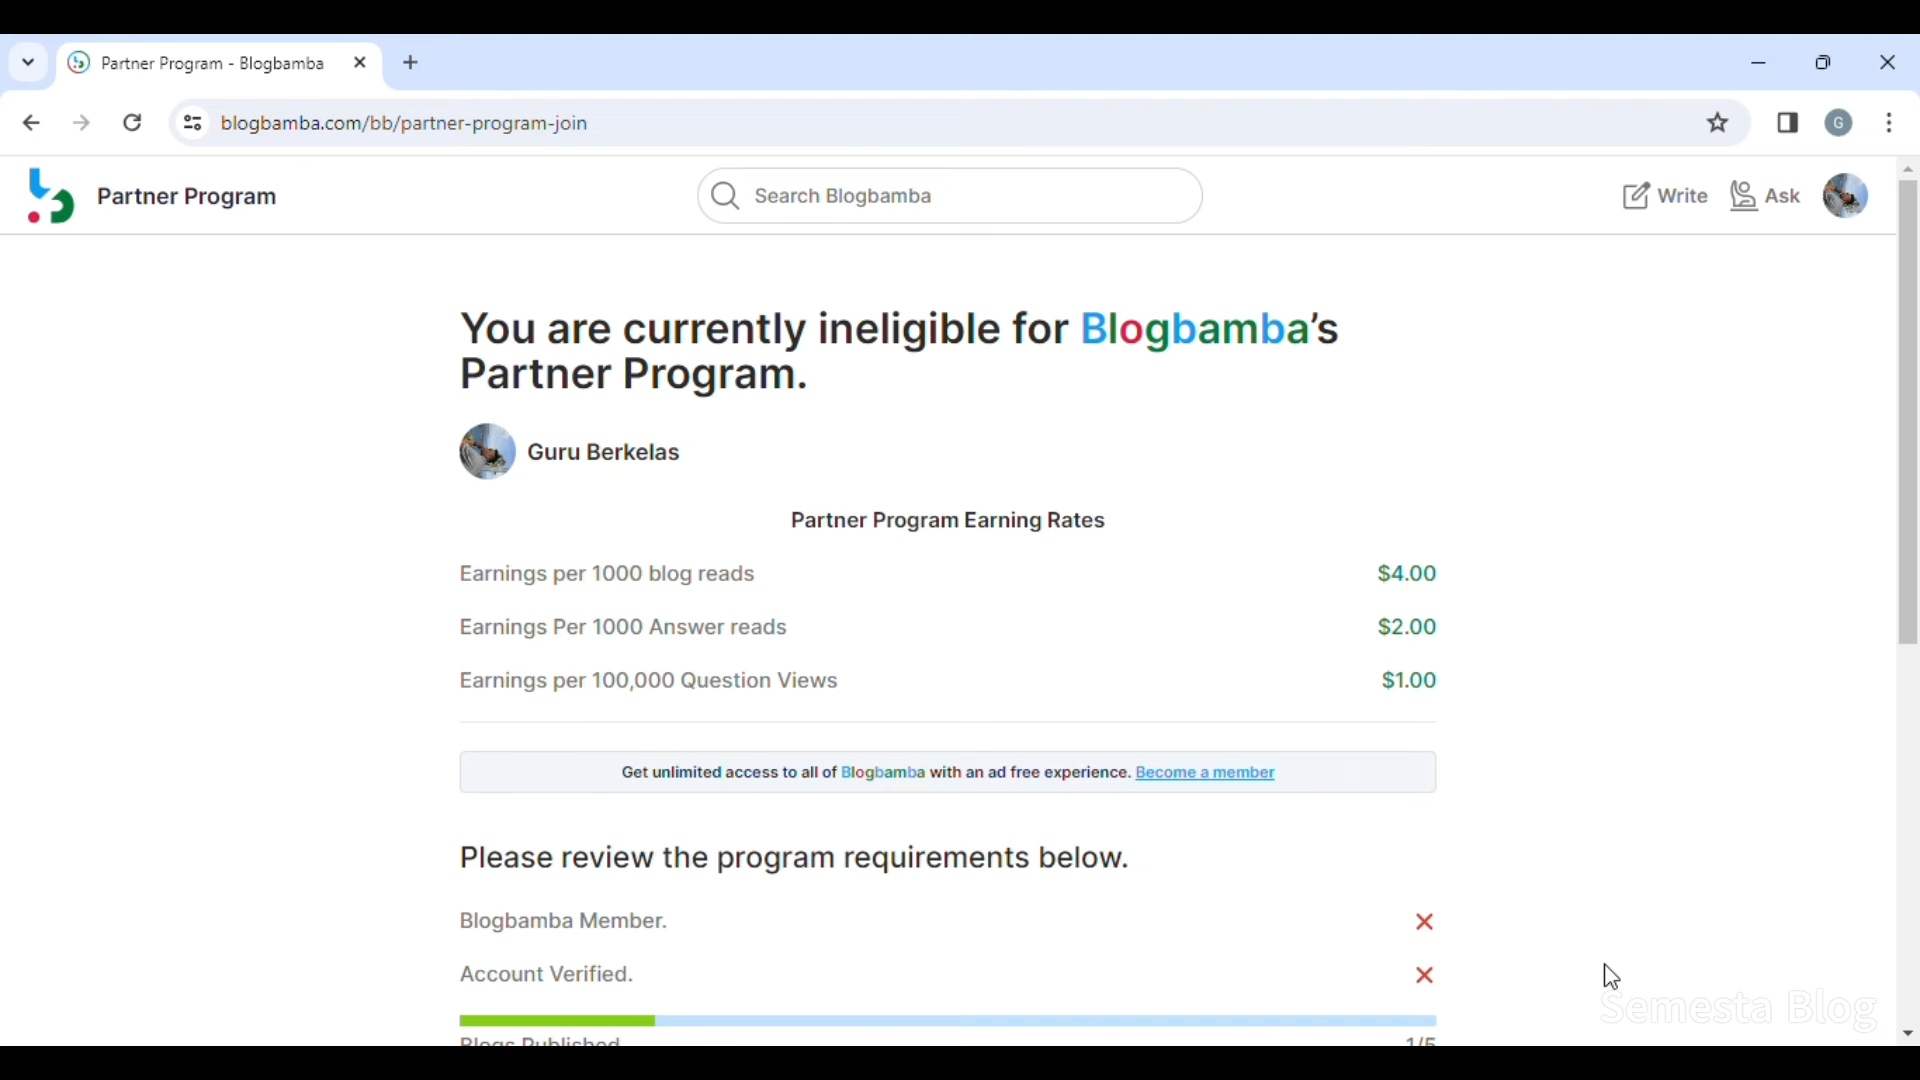 Partner Program - Blogbamba
blogbamba.com/bb/partner-program-join
G
Partner Program
Search Blogbamba
Write
Ask
You are currently ineligible for Blogbamba’s
Partner Program.
Guru Berkelas
Partner Program Earning Rates
Earnings per 1000 blog reads $4.00
Earnings Per 1000 Answer reads $2.00
Earnings per 100,000 Question Views $1.00
Get unlimited access to all of Blogbamba with an ad free experience. Become a member
Please review the program requirements below.
Blogbamba Member.
Account Verified.
Blogs Published 1/5
Semesta Blog